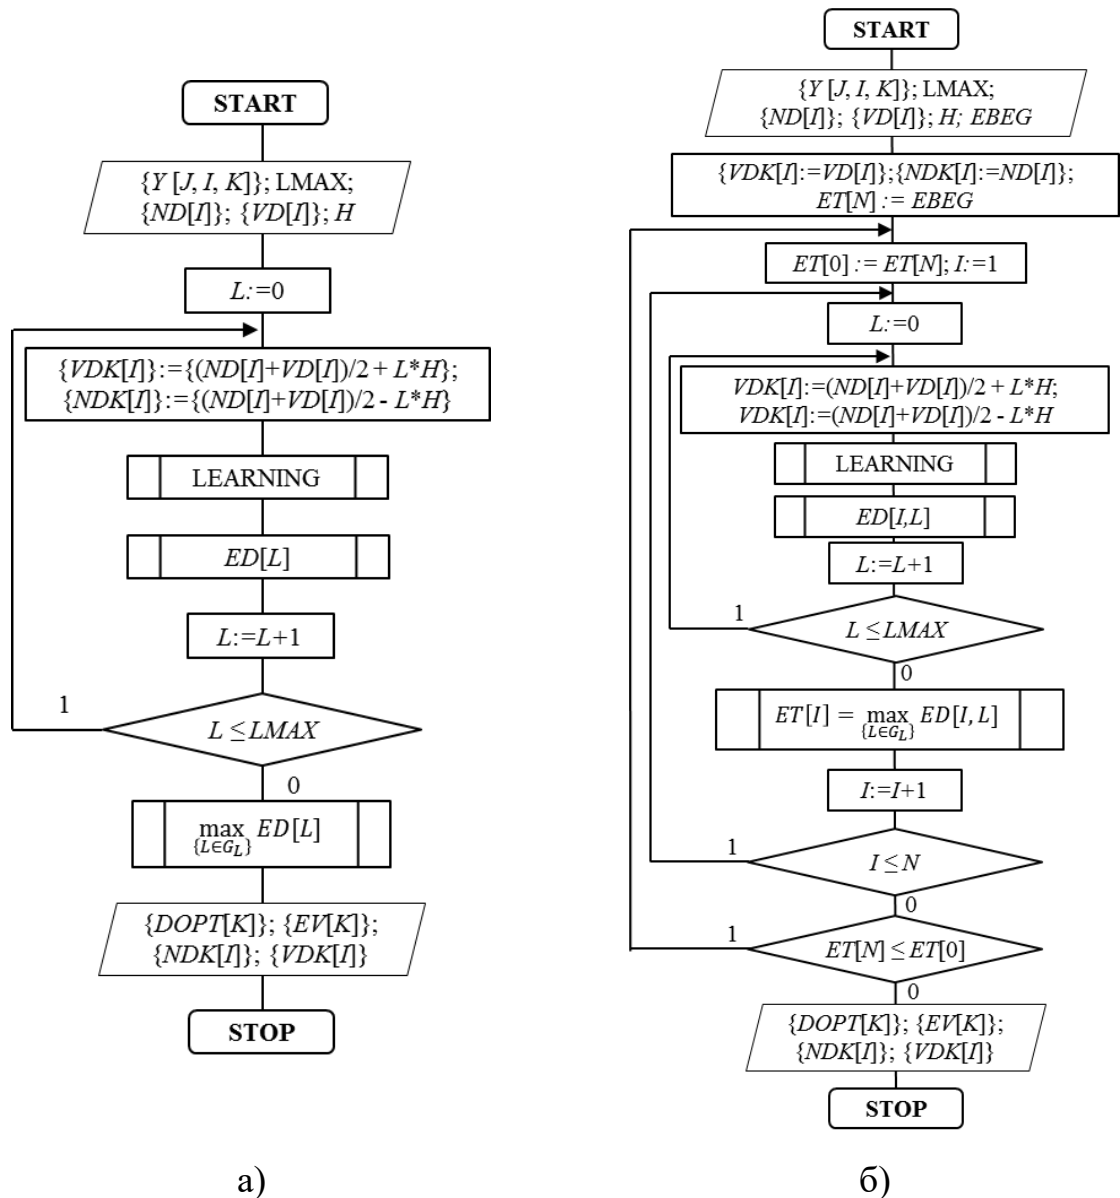 START
{Y [J, I, K]}; LMAX;
{ND[I]}; {VD[I]}; H
L:=0
{VDK[I]}:={(ND[I]+VD[I])/2 + L*H};
{NDK[I]}:={(ND[I]+VD[I])/2 - L*H}
LEARNING
ED[L]
L:=L+1
1
L ≤ LMAX
0
max ED[L]
{L∈G_L}
{DOPT[K]}; {EV[K]};
{NDK[I]}; {VDK[I]}
STOP
а)
START
{Y [J, I, K]}; LMAX;
{ND[I]}; {VD[I]}; H; EBEG
{VDK[I]:=VD[I]};{NDK[I]:=ND[I]};
ET[N] := EBEG
ET[0] := ET[N]; I:=1
L:=0
VDK[I]:=(ND[I]+VD[I])/2 + L*H;
VDK[I]:=(ND[I]+VD[I])/2 - L*H
LEARNING
ED[I,L]
L:=L+1
1
L ≤ LMAX
0
ET[I] = max ED[I, L]
{L∈G_L}
I:=I+1
1
I ≤ N
0
1
ET[N] ≤ ET[0]
0
{DOPT[K]}; {EV[K]};
{NDK[I]}; {VDK[I]}
STOP
б)